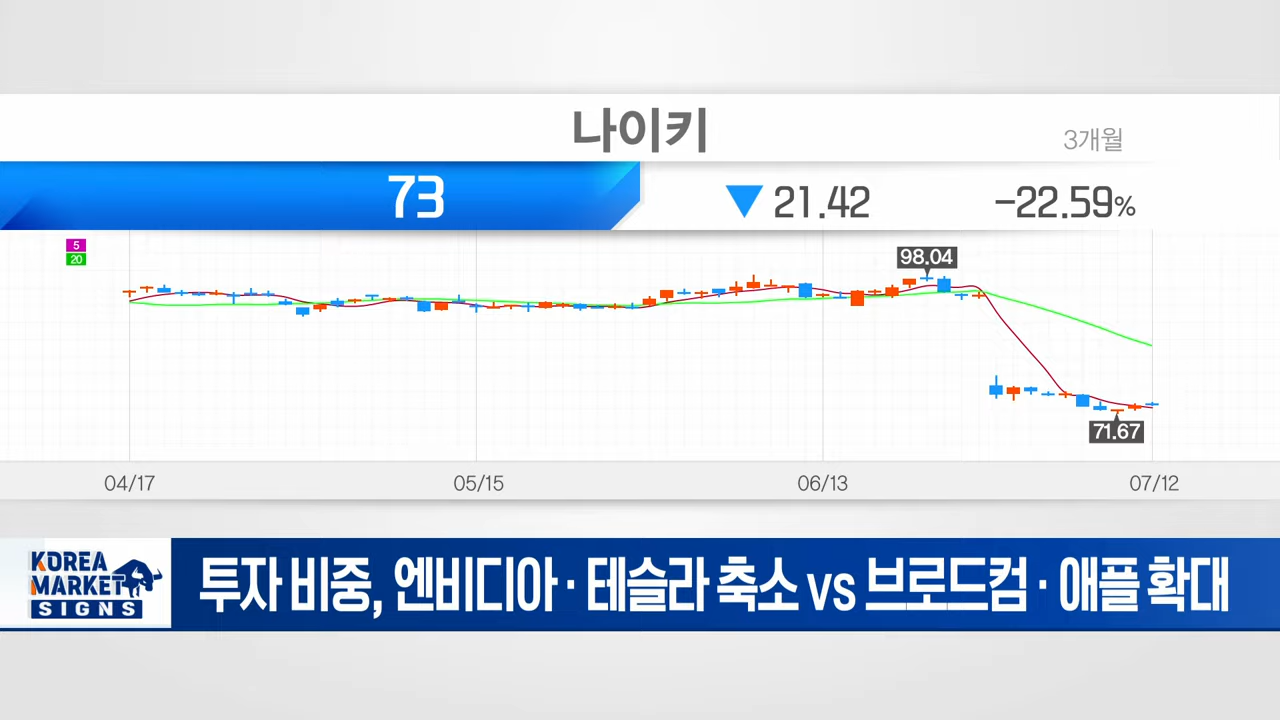 나이키
3개월
73 ▼ 21.42 -22.59%
5
20
98.04
71.67
04/17 05/15 06/13 07/12
KOREA
MARKET
SIGNS
투자 비중, 엔비디아·테슬라 축소 vs 브로드컴·애플 확대